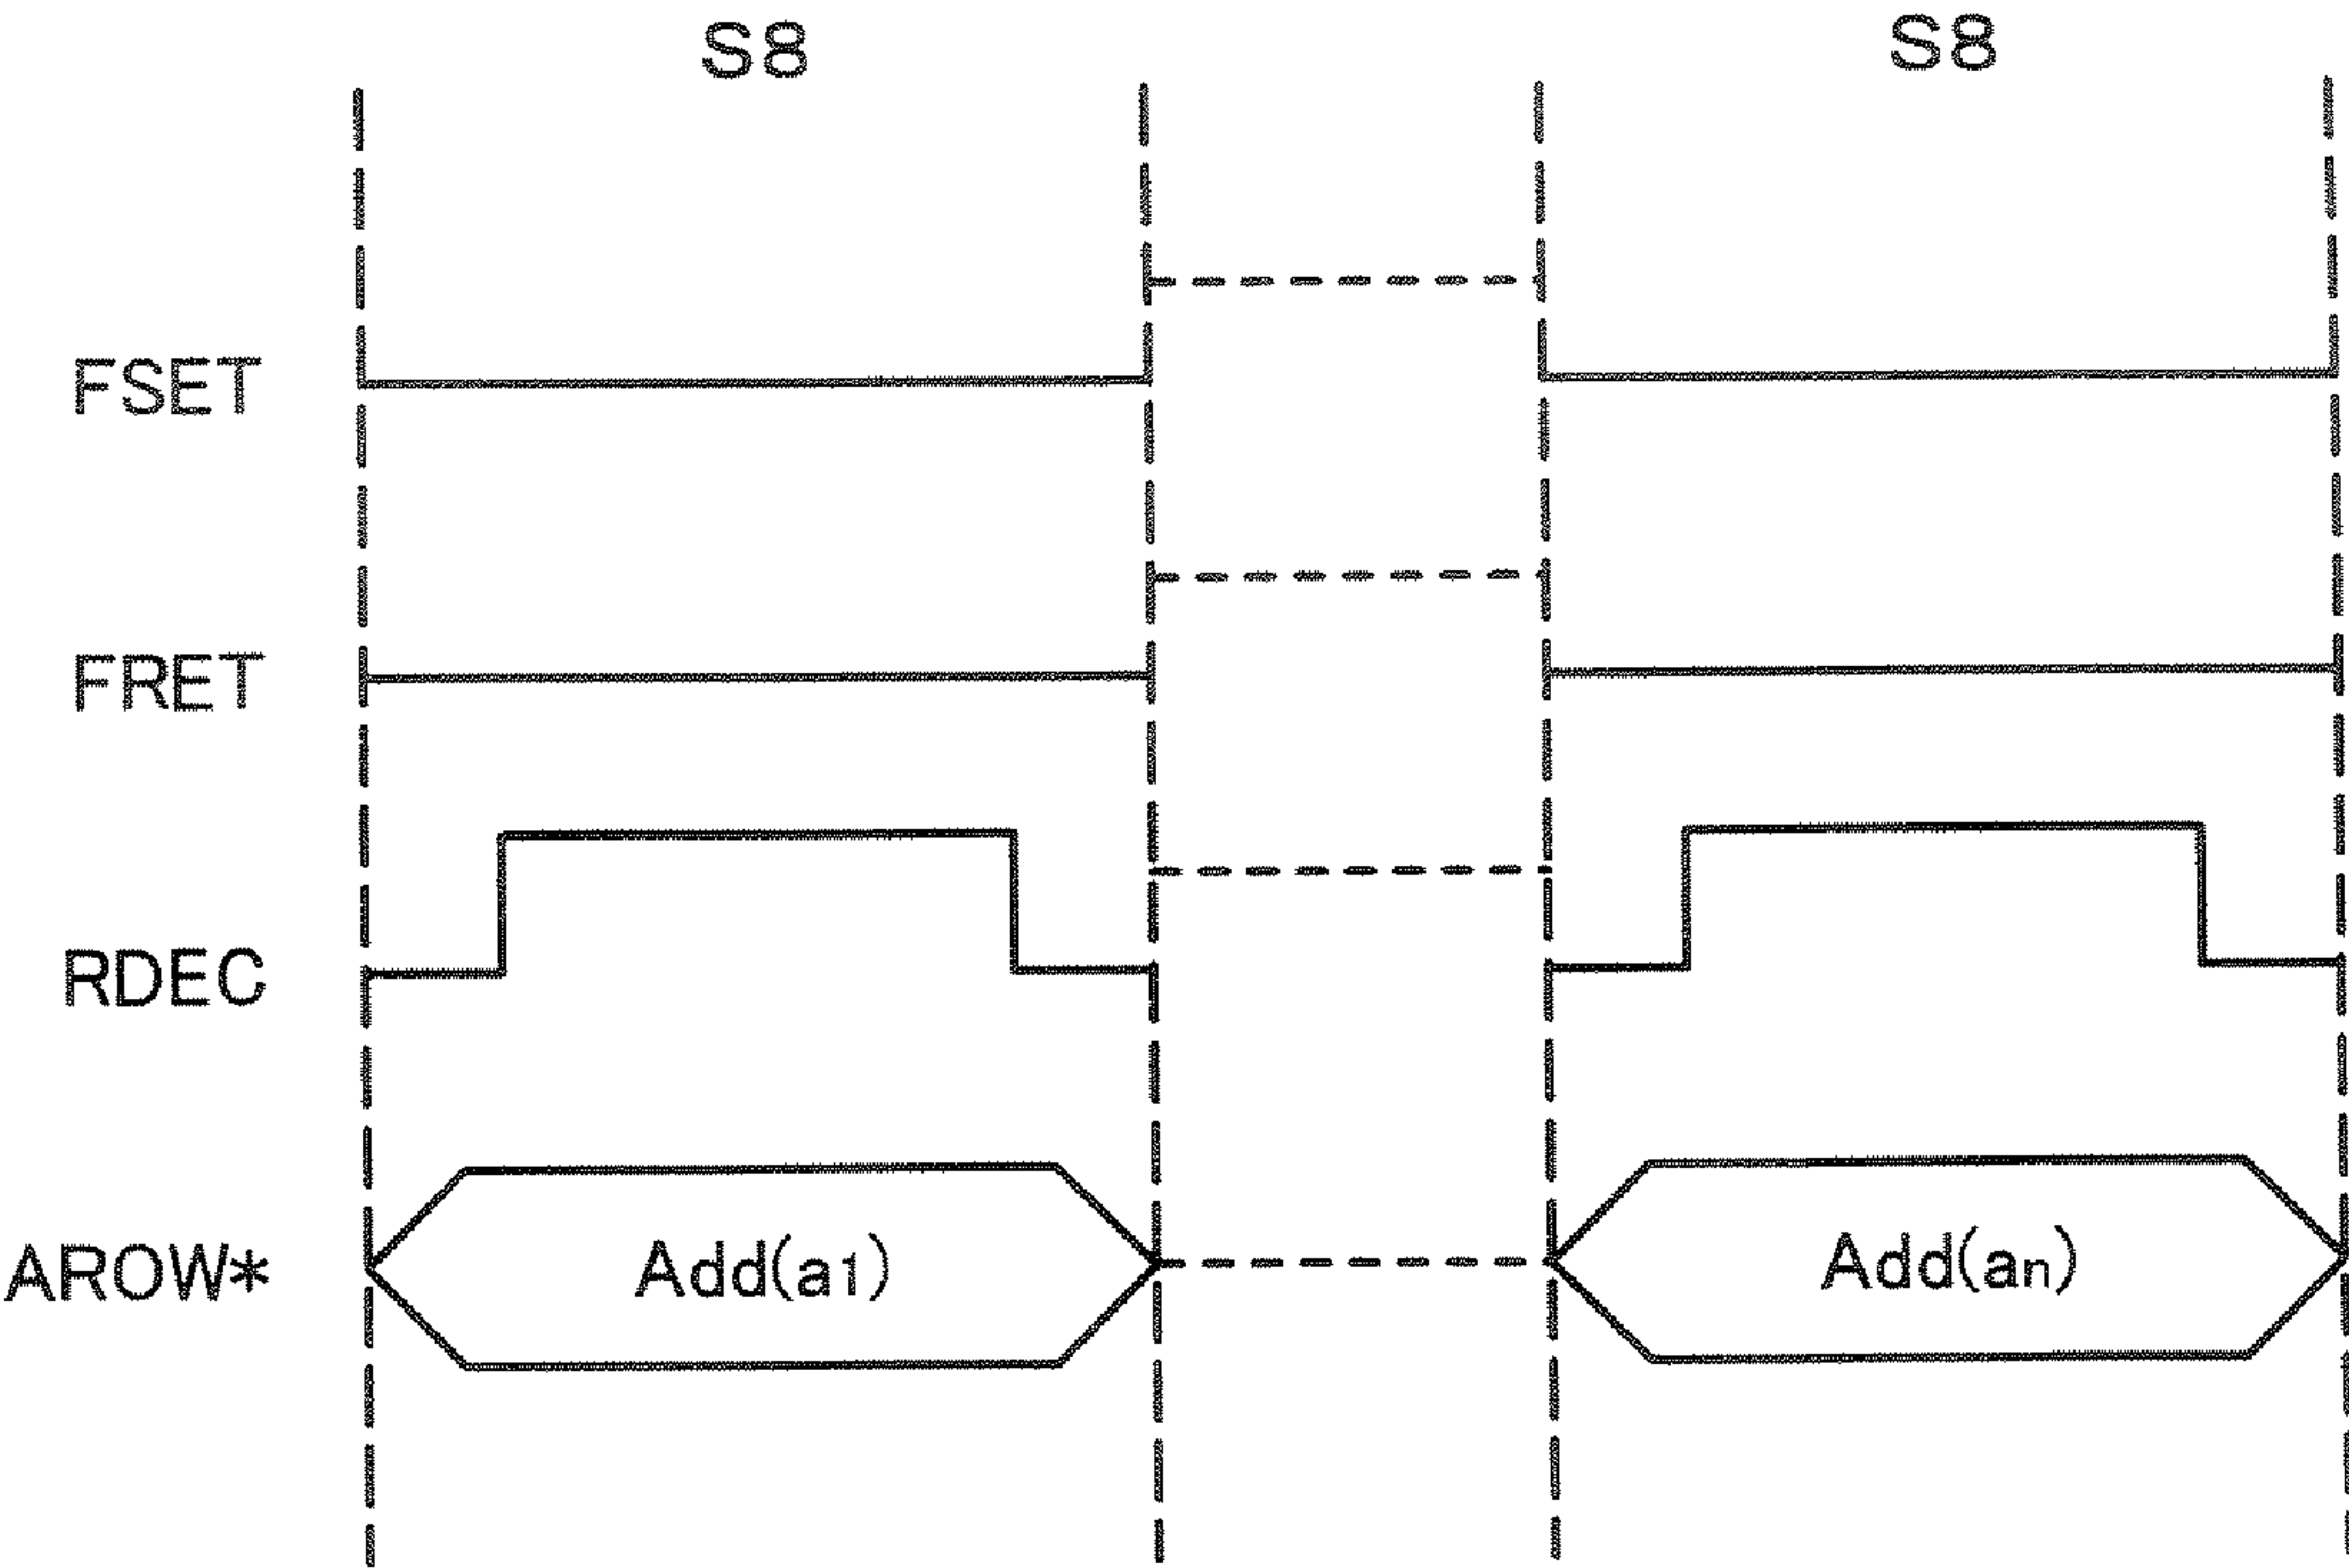 S8 S8
FSET
FRET
RDEC
AROW* Add(a1) Add(an)